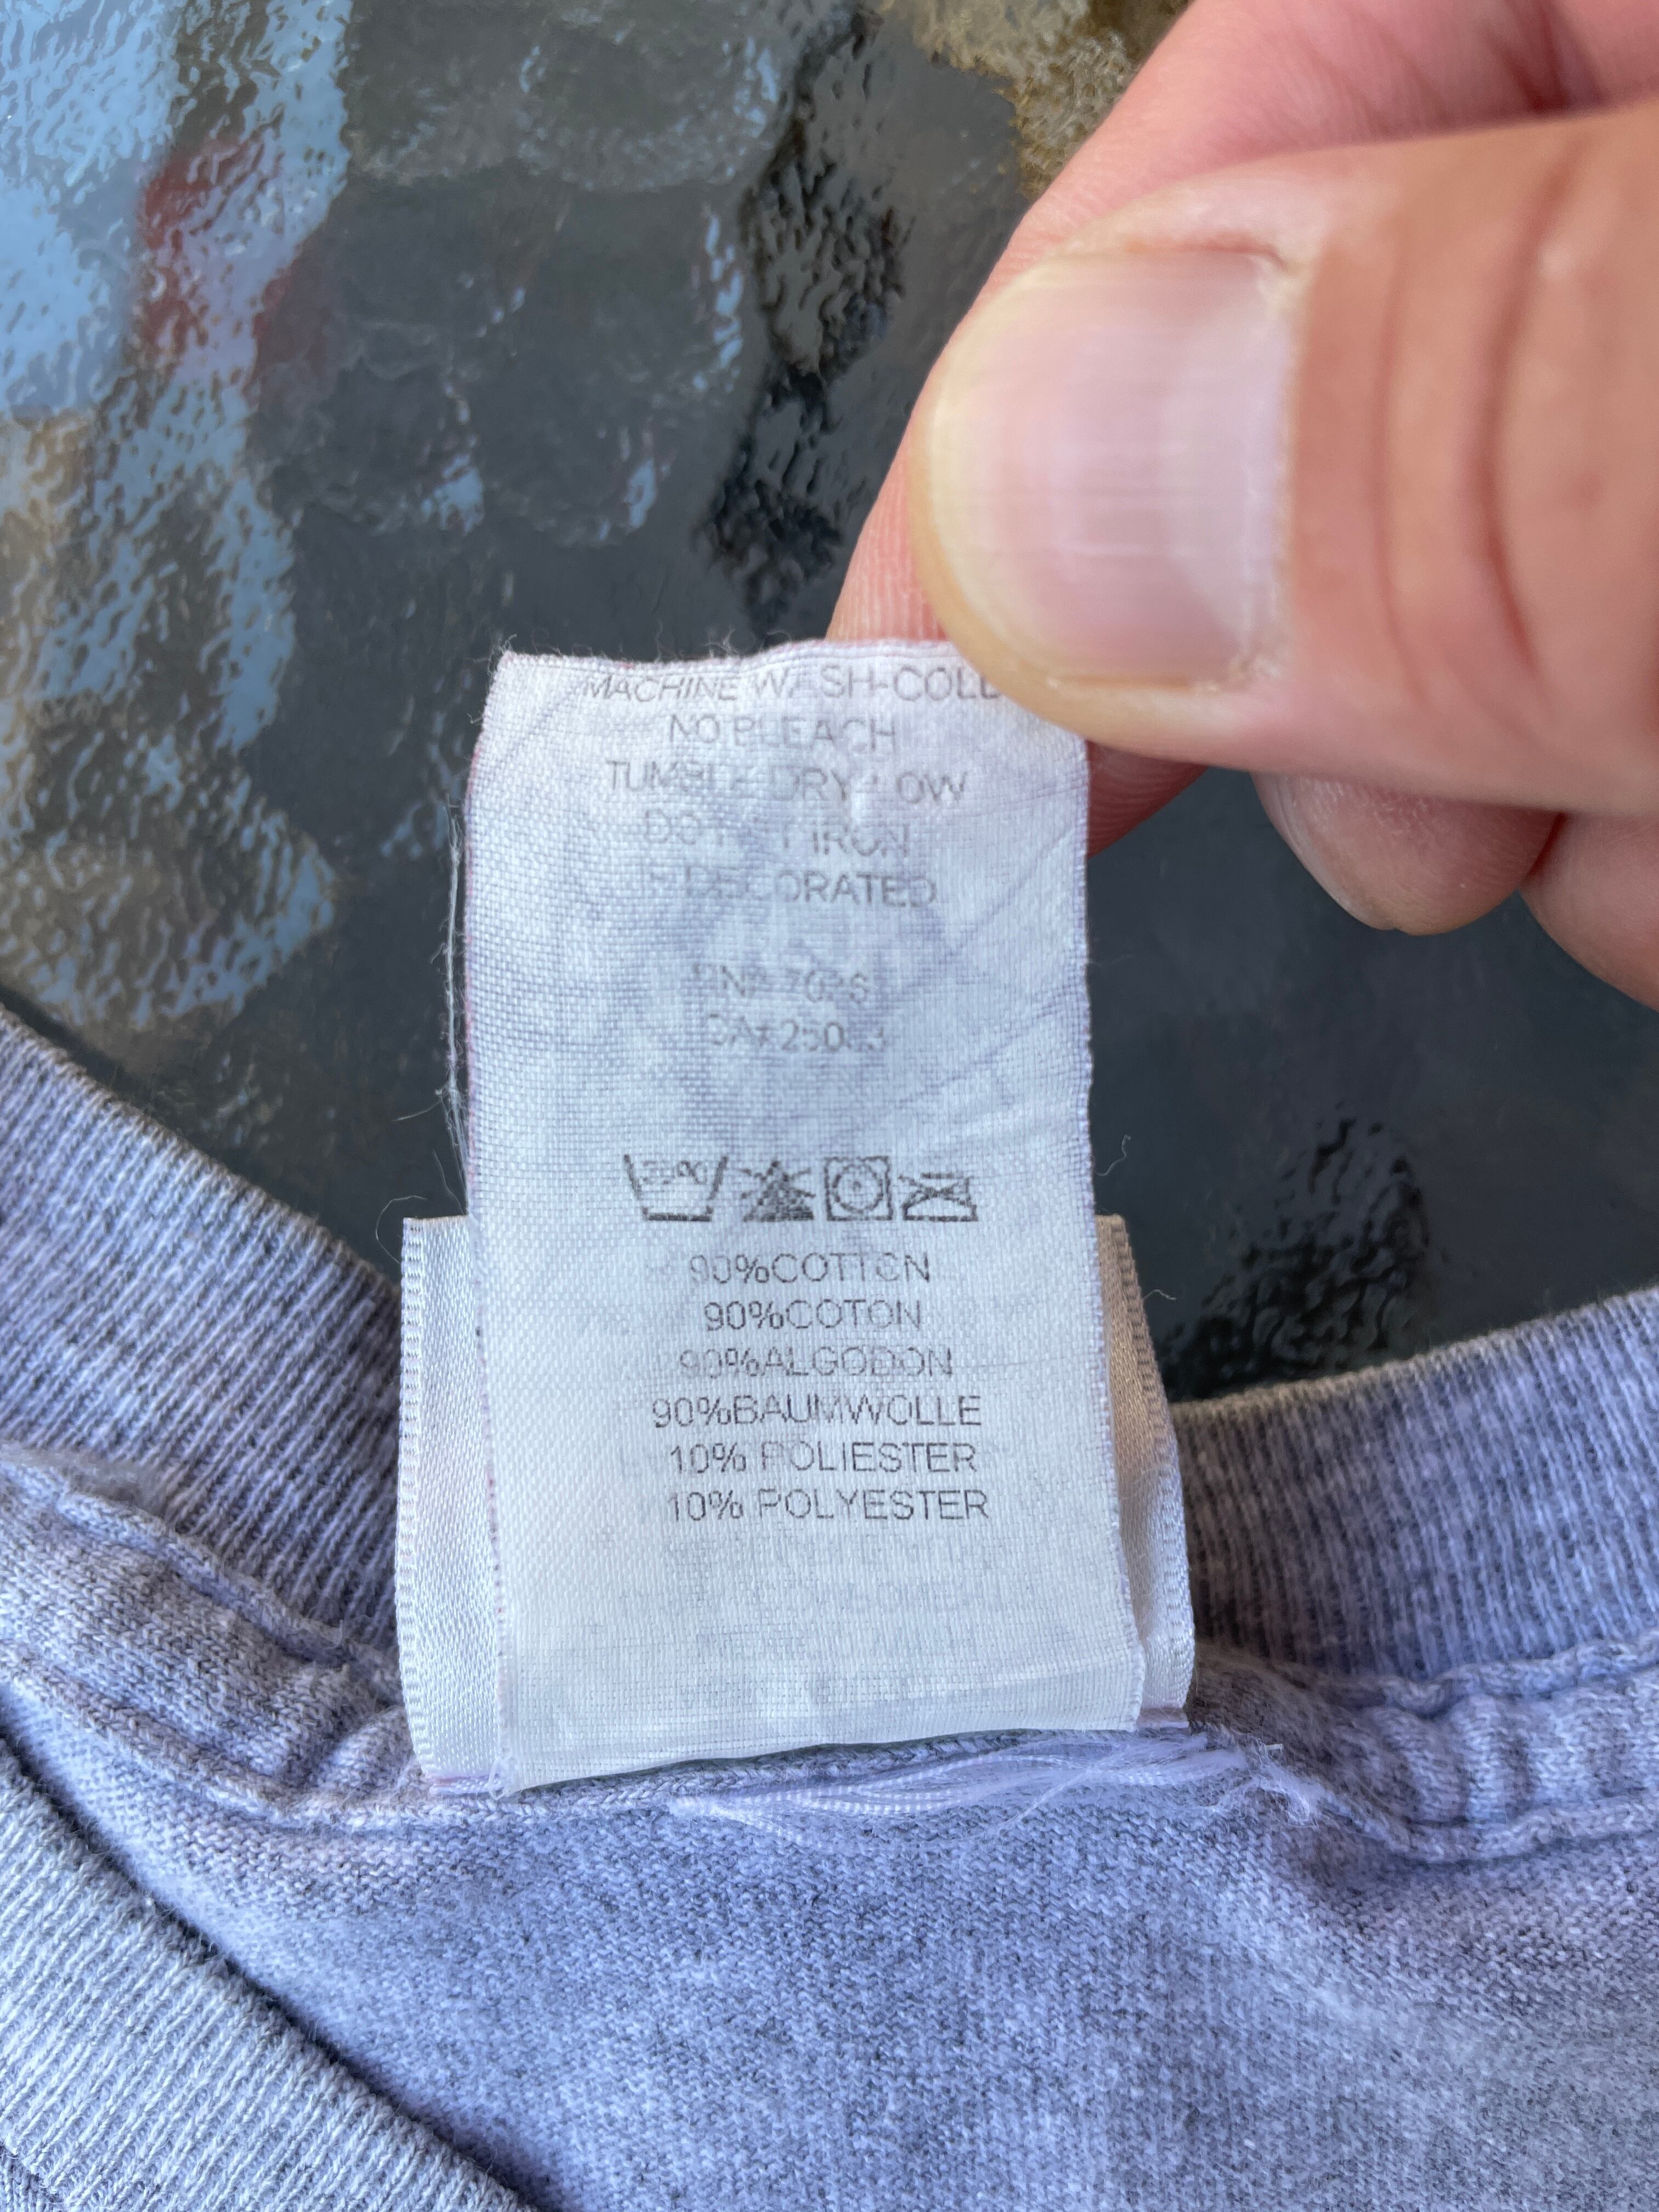 MACHINE WASH-COLD
NO BLEACH
TUMBLE DRY LOW
DO NOT IRON
IF DECORATED
90%COTTON
90%COTON
90%ALGODON
90%BAUMWOLLE
10% POLIESTER
10% POLYESTER